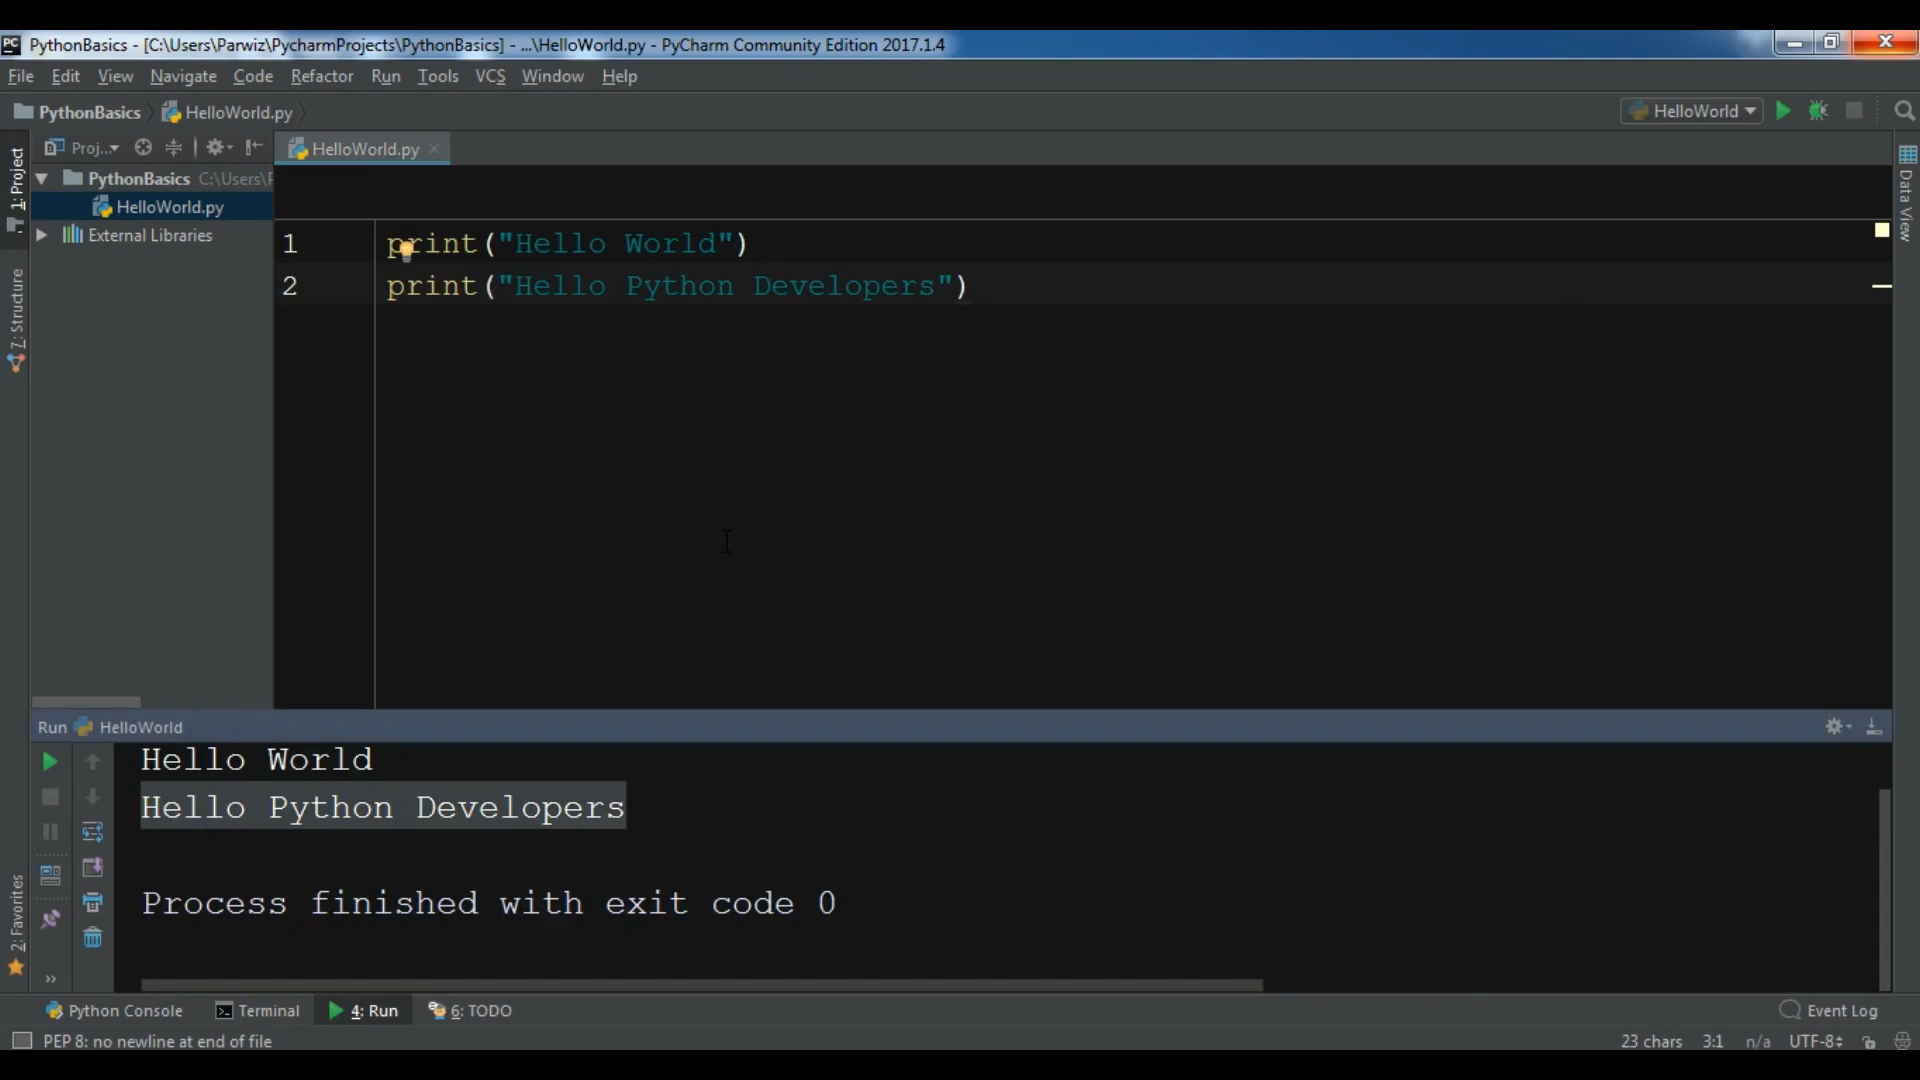 PC PythonBasics - [C:\Users\Parwiz\PycharmProjects\PythonBasics] - ...\HelloWorld.py - PyCharm Community Edition 2017.1.4
File Edit View Navigate Code Refactor Run Tools VCS Window Help
PythonBasics HelloWorld.py HelloWorld
1: Project
Proj... HelloWorld.py
PythonBasics C:\Users\
HelloWorld.py
External Libraries
7: Structure
Data View
1 print("Hello World")
2 print("Hello Python Developers")
Run HelloWorld
Hello World
Hello Python Developers
Process finished with exit code 0
2: Favorites
Python Console Terminal 4: Run 6: TODO Event Log
PEP 8: no newline at end of file 23 chars 3:1 n/a UTF-8